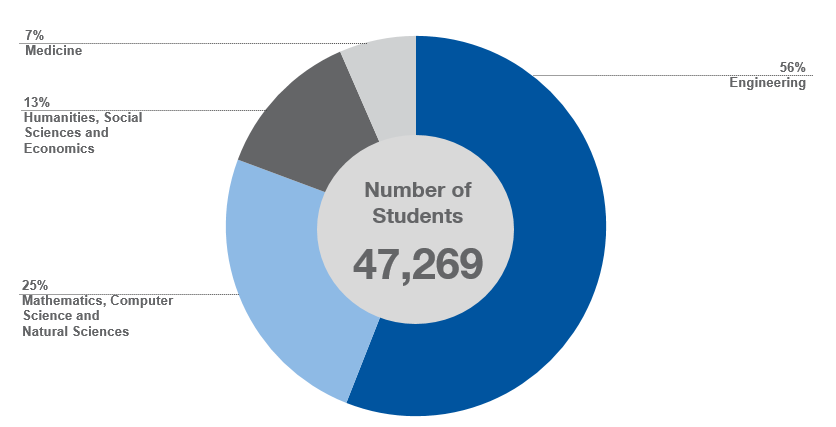 7%
Medicine
56%
Engineering
13%
Humanities, Social
Sciences and
Economics
Number of
Students
47,269
25%
Mathematics, Computer
Science and
Natural Sciences